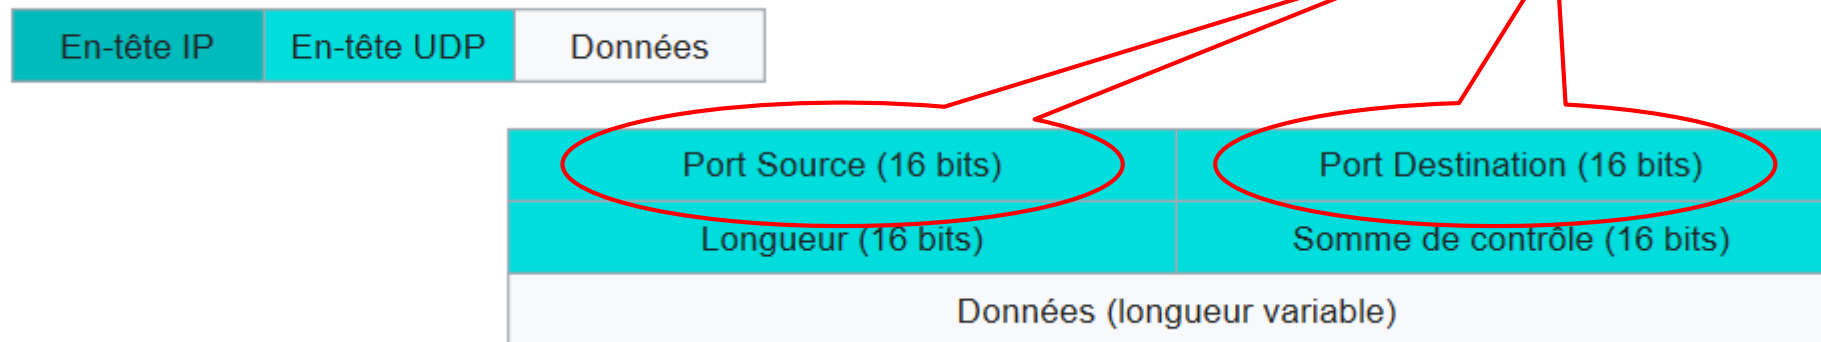 En-tête IP En-tête UDP Données
Port Source (16 bits) Port Destination (16 bits)
Longueur (16 bits) Somme de contrôle (16 bits)
Données (longueur variable)